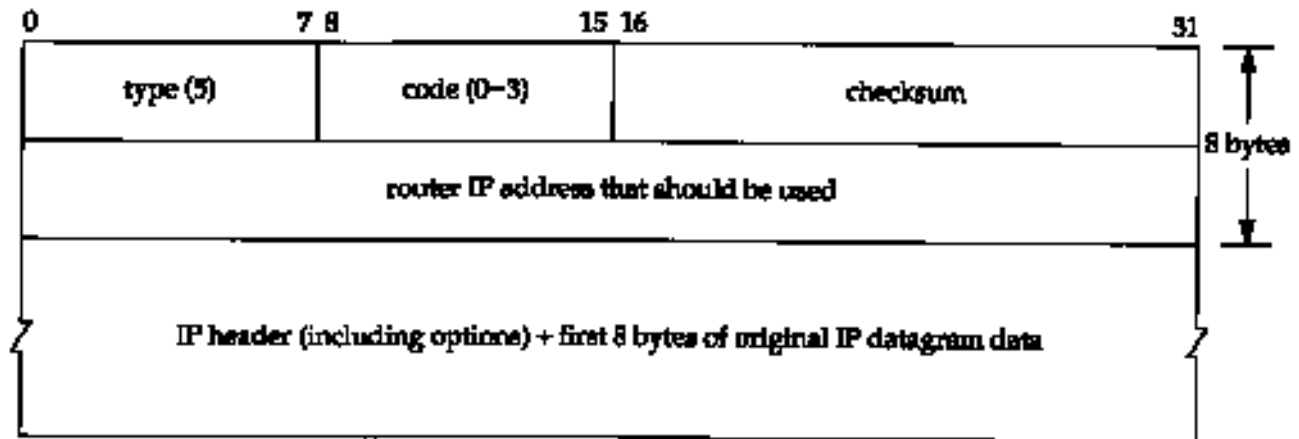 0 7 8 15 16 31
type (5) code (0–3) checksum
8 bytes
router IP address that should be used
IP header (including options) + first 8 bytes of original IP datagram data